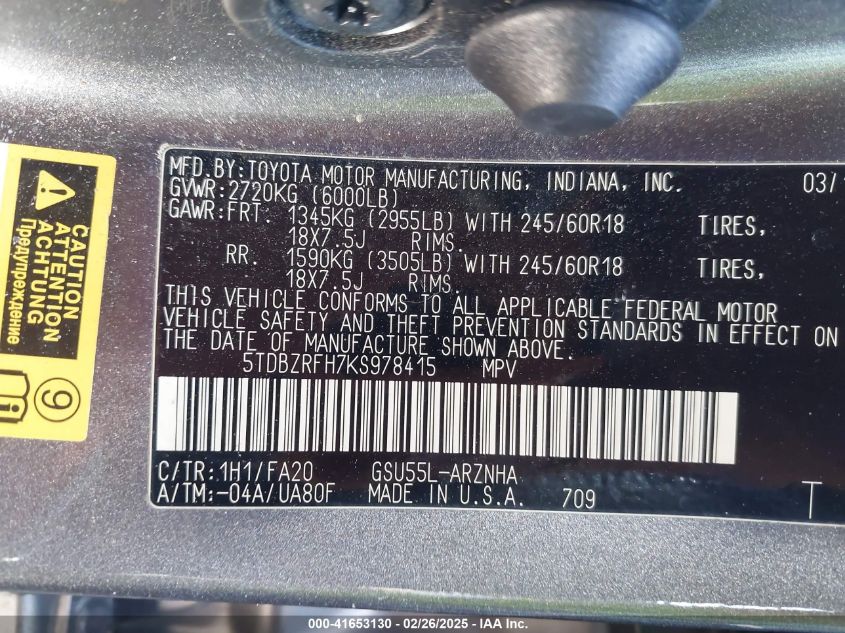 MFD.BY:TOYOTA MOTOR MANUFACTURING, INDIANA, INC. 03/
GVWR:2720KG (6000LB)
GAWR:FRT. 1345KG (2955LB) WITH 245/60R18 TIRES,
18X7.5J RIMS.
RR. 1590KG (3505LB) WITH 245/60R18 TIRES,
18X7.5J RIMS.
THIS VEHICLE CONFORMS TO ALL APPLICABLE FEDERAL MOTOR
VEHICLE SAFETY AND THEFT PREVENTION STANDARDS IN EFFECT ON
THE DATE OF MANUFACTURE SHOWN ABOVE.
5TDBZRFH7KS978415 MPV
C/TR:1H1/FA20 GSU55L-ARZNHA
A/TM:-04A/UA80F MADE IN U.S.A. 709 T
CAUTION
ATTENTION
ACHTUNG
Предупреждение
9
000-41653130 - 02/26/2025 - IAA Inc.